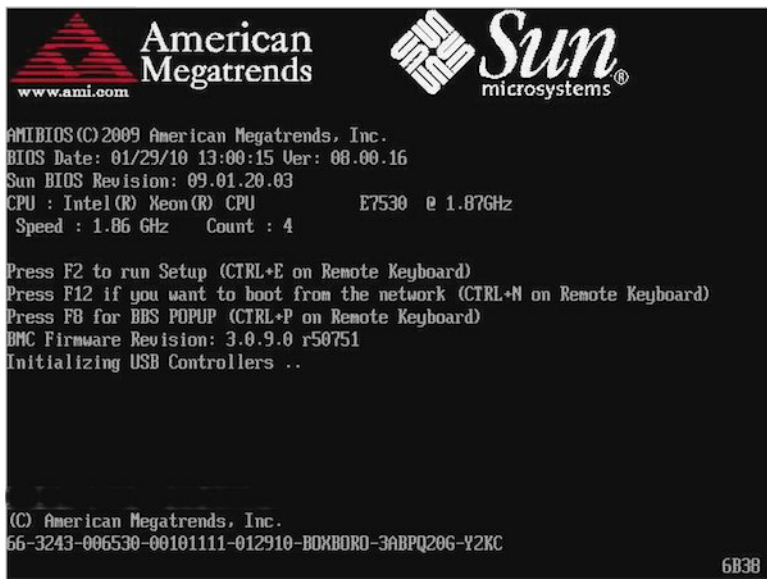 American
Megatrends
www.ami.com
Sun®
microsystems
AMIBIOS(C)2009 American Megatrends, Inc.
BIOS Date: 01/29/10 13:00:15 Ver: 08.00.16
Sun BIOS Revision: 09.01.20.03
CPU : Intel(R) Xeon(R) CPU E7530 @ 1.87GHz
Speed : 1.86 GHz Count : 4
Press F2 to run Setup (CTRL+E on Remote Keyboard)
Press F12 if you want to boot from the network (CTRL+N on Remote Keyboard)
Press F8 for BBS POPUP (CTRL+P on Remote Keyboard)
BMC Firmware Revision: 3.0.9.0 r50751
Initializing USB Controllers ..
(C) American Megatrends, Inc.
66-3243-006530-00101111-012910-BOXBORO-3ABPQ20G-Y2KC
6B38